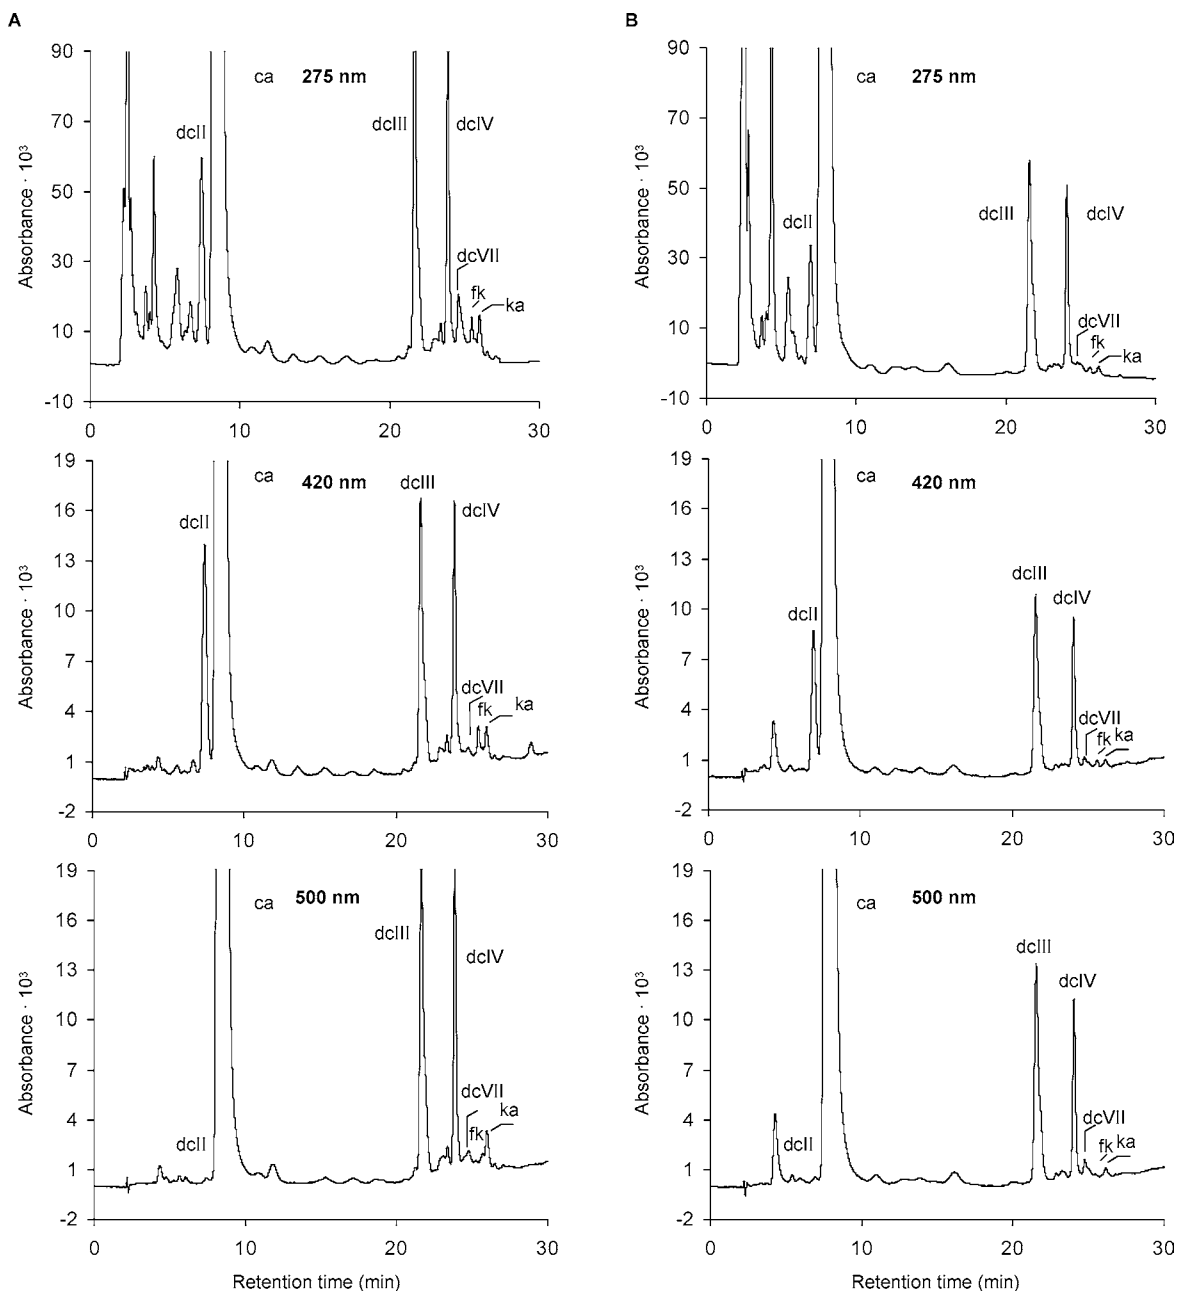 A
90
70
50
30
10
-10
Absorbance · 10³
ca 275 nm
dcII
dcIII
dcIV
dcVII
fk
ka
0 10 20 30
B
90
70
50
30
10
-10
Absorbance · 10³
ca 275 nm
dcII
dcIII
dcIV
dcVII
fk
ka
0 10 20 30
19
16
13
10
7
4
1
-2
Absorbance · 10³
ca 420 nm
dcII
dcIII
dcIV
dcVII
fk
ka
0 10 20 30
19
16
13
10
7
4
1
-2
Absorbance · 10³
ca 420 nm
dcII
dcIII
dcIV
dcVII
fk ka
0 10 20 30
19
16
13
10
7
4
1
-2
Absorbance · 10³
ca 500 nm
dcII
dcIII
dcIV
dcVII
fk
ka
0 10 20 30
Retention time (min)
19
16
13
10
7
4
1
-2
Absorbance · 10³
ca 500 nm
dcII
dcIII
dcIV
dcVII
fk ka
0 10 20 30
Retention time (min)